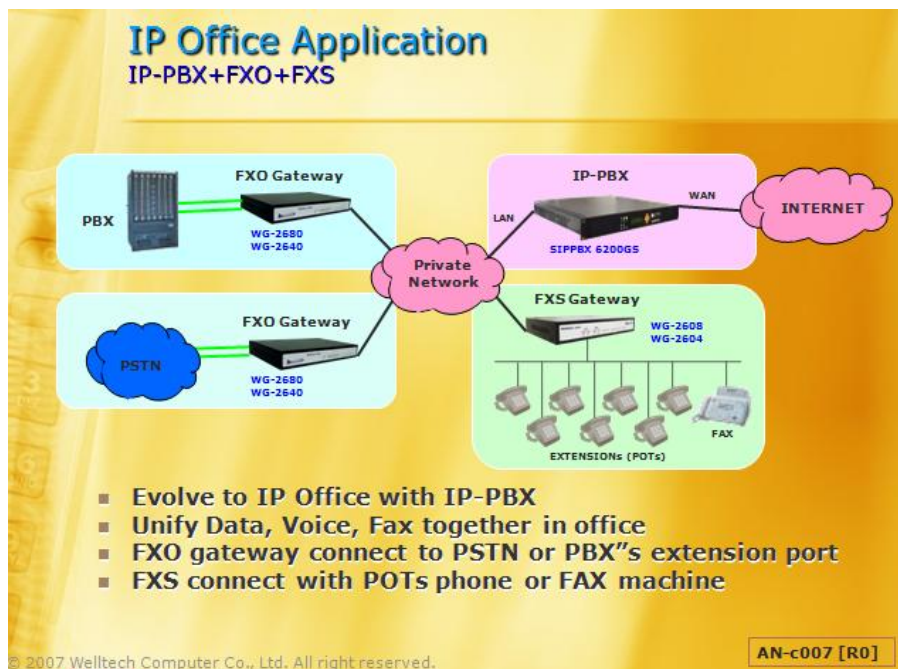 IP Office Application
IP-PBX+FXO+FXS
FXO Gateway
PBX
WG-2680
WG-2640
IP-PBX
LAN
WAN
SIPPBX 6200GS
INTERNET
Private
Network
FXO Gateway
PSTN
WG-2680
WG-2640
FXS Gateway
WG-2608
WG-2604
FAX
EXTENSIONs (POTs)
Evolve to IP Office with IP-PBX
Unify Data, Voice, Fax together in office
FXO gateway connect to PSTN or PBX"s extension port
FXS connect with POTs phone or FAX machine
© 2007 Welltech Computer Co., Ltd. All right reserved.
AN-c007 [R0]